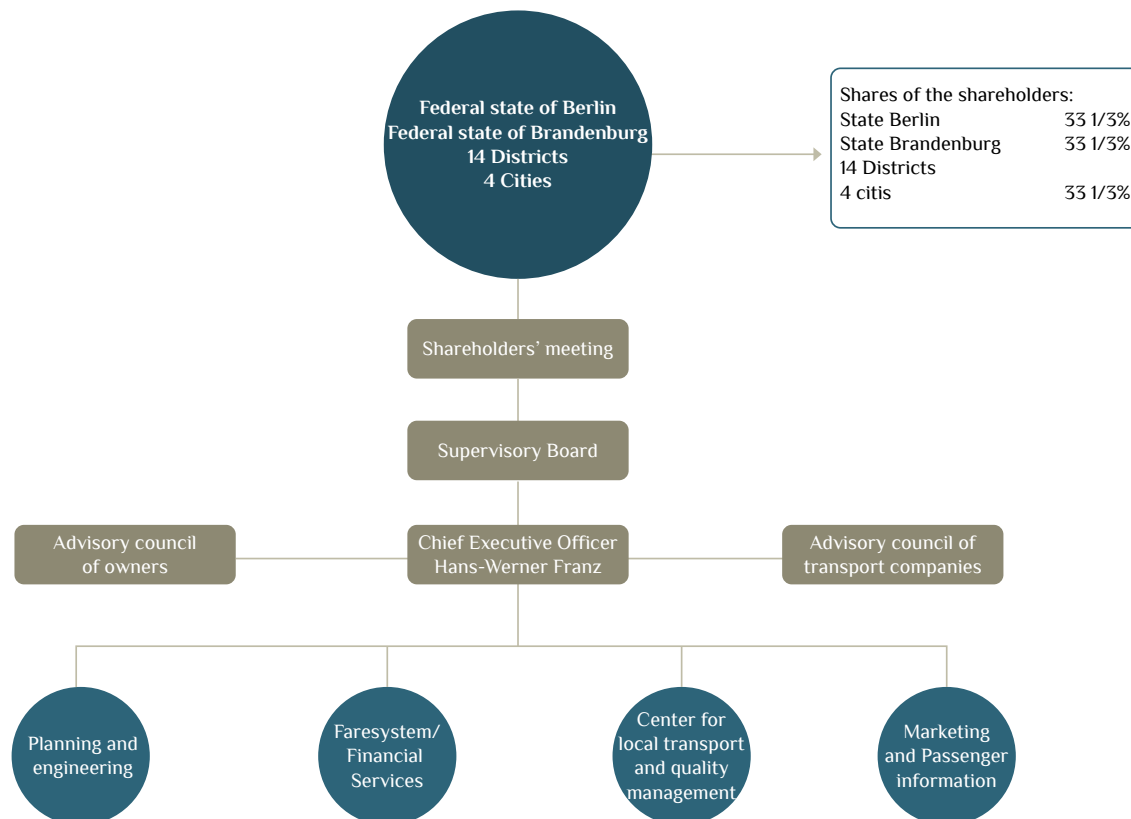 Federal state of Berlin
Federal state of Brandenburg
14 Districts
4 Cities
Shares of the shareholders:
State Berlin 33 1/3%
State Brandenburg 33 1/3%
14 Districts
4 citis 33 1/3%
Shareholders’ meeting
Supervisory Board
Advisory council
of owners
Chief Executive Officer
Hans-Werner Franz
Advisory council of
transport companies
Planning and
engineering
Faresystem/
Financial
Services
Center for
local transport
and quality
management
Marketing
and Passenger
information